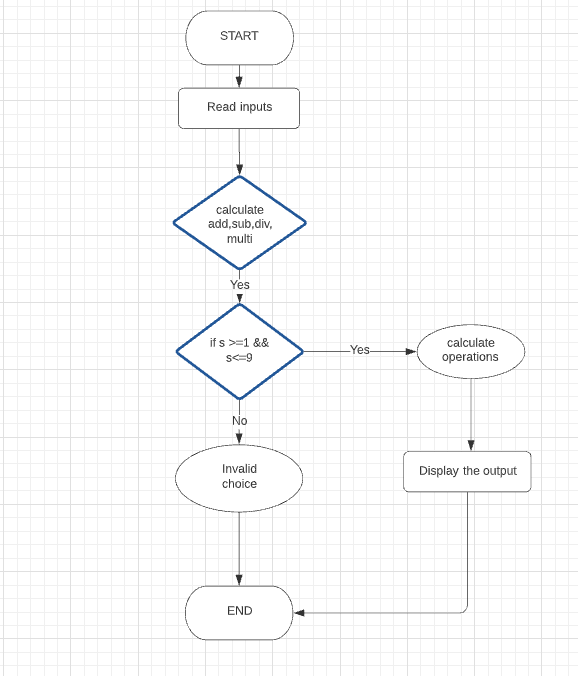 START
Read inputs
calculate
add,sub,div,
multi
Yes
if s >=1 &&
s<=9
Yes
calculate
operations
No
Invalid
choice
Display the output
END